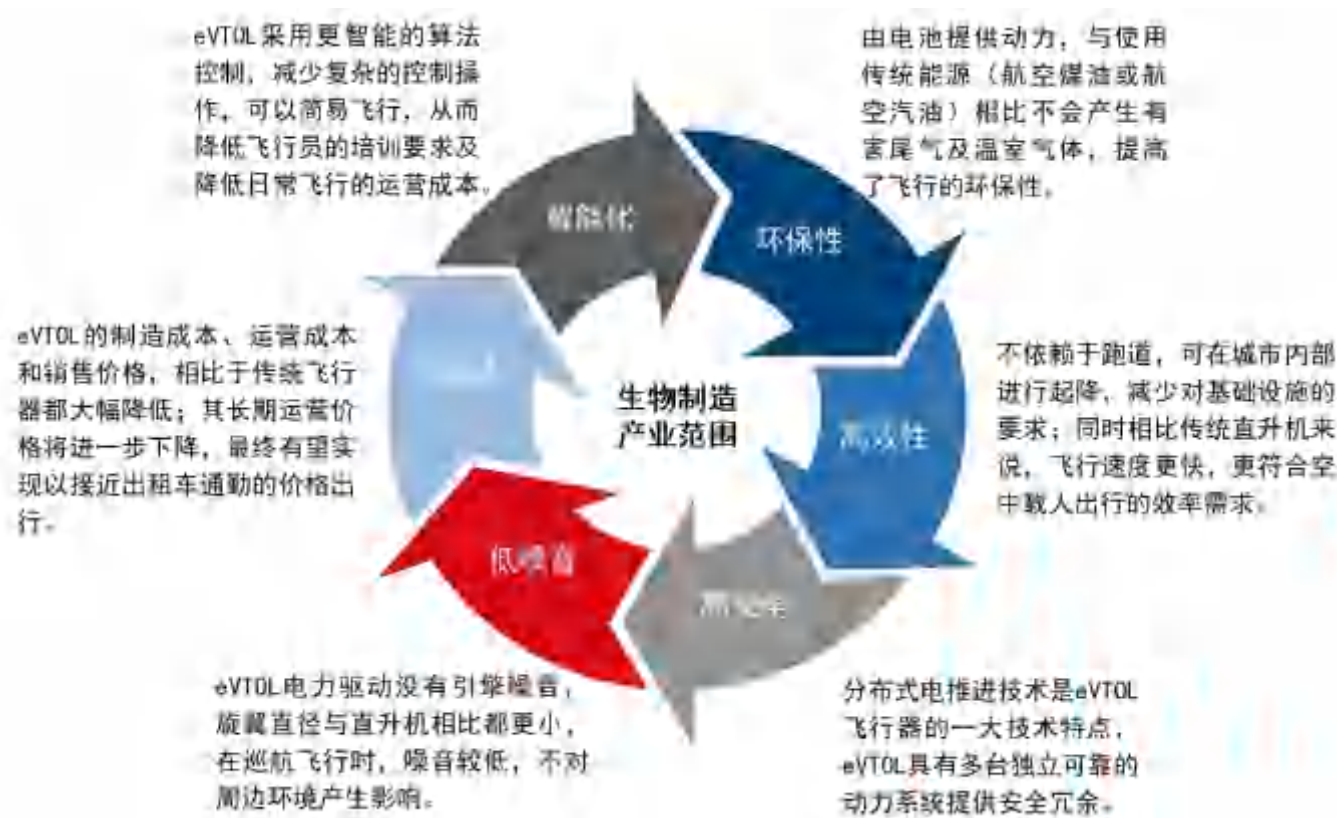 eVTOL采用更智能的算法
控制，减少复杂的控制操
作，可以简易飞行，从而
降低飞行员的培训要求及
降低日常飞行的运营成本。
由电池提供动力，与使用
传统能源（航空煤油或航
空汽油）相比不会产生有
害尾气及温室气体，提高
了飞行的环保性。
智能化
环保性
eVTOL的制造成本、运营成本
和销售价格，相比于传统飞行
器都大幅降低；其长期运营价
格将进一步下降，最终有望实
现以接近出租车通勤的价格出
行。
生物制造
产业范围
高效性
不依赖于跑道，可在城市内部
进行起降，减少对基础设施的
要求；同时相比传统直升机来
说，飞行速度更快，更符合空
中载人出行的效率需求。
低噪音
高安全
eVTOL电力驱动没有引擎噪音，
旋翼直径与直升机相比都更小，
在巡航飞行时，噪音较低，不对
周边环境产生影响。
分布式电推进技术是eVTOL
飞行器的一大技术特点，
eVTOL具有多台独立可靠的
动力系统提供安全冗余。